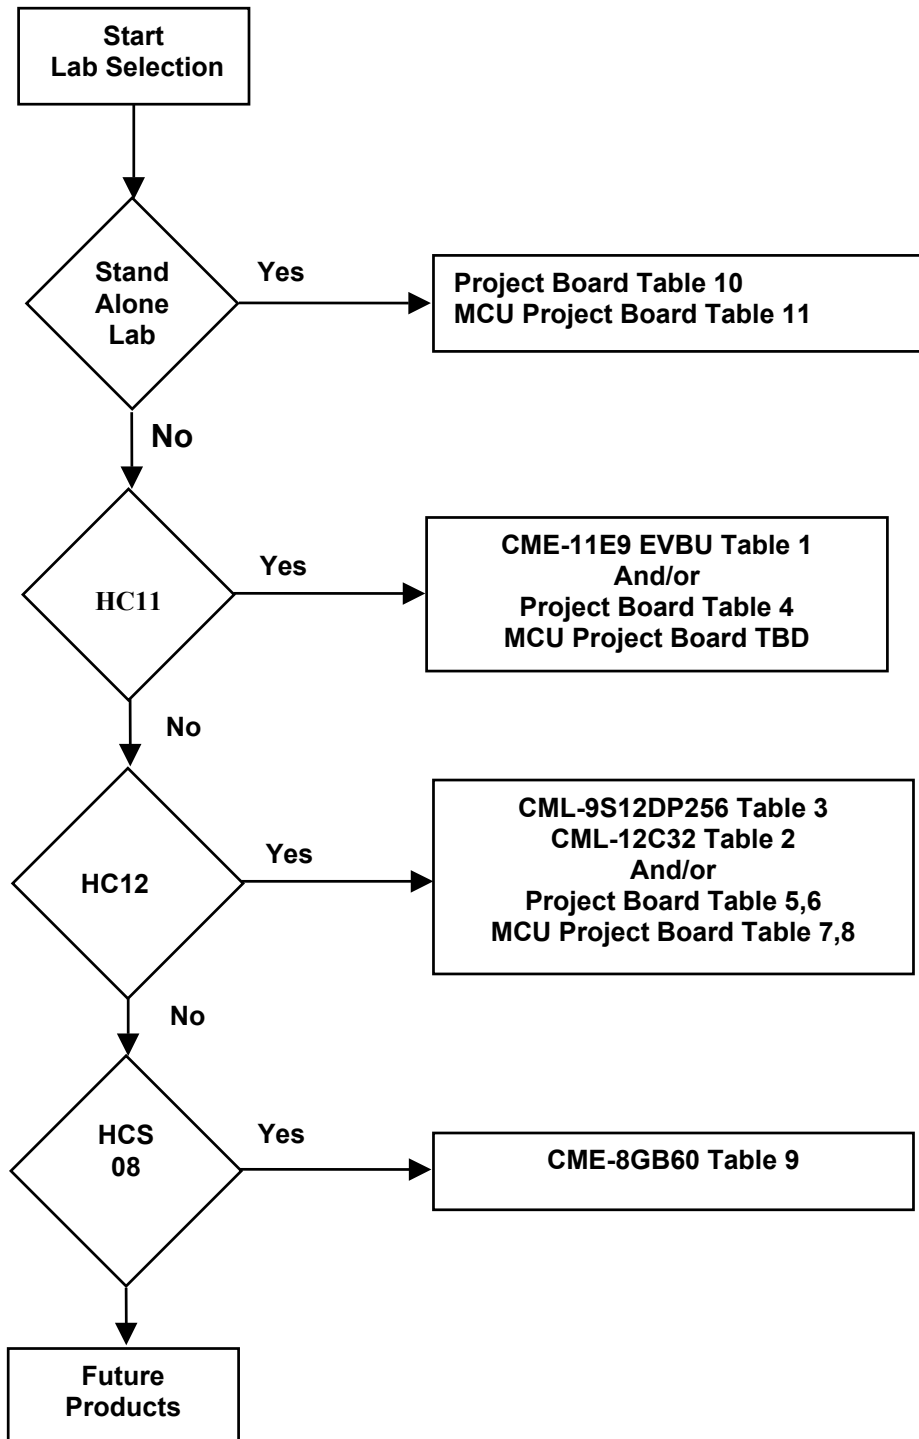 Start
Lab Selection
Stand
Alone
Lab
Yes
Project Board Table 10
MCU Project Board Table 11
No
HC11
Yes
CME-11E9 EVBU Table 1
And/or
Project Board Table 4
MCU Project Board TBD
No
HC12
Yes
CML-9S12DP256 Table 3
CML-12C32 Table 2
And/or
Project Board Table 5,6
MCU Project Board Table 7,8
No
HCS
08
Yes
CME-8GB60 Table 9
Future
Products